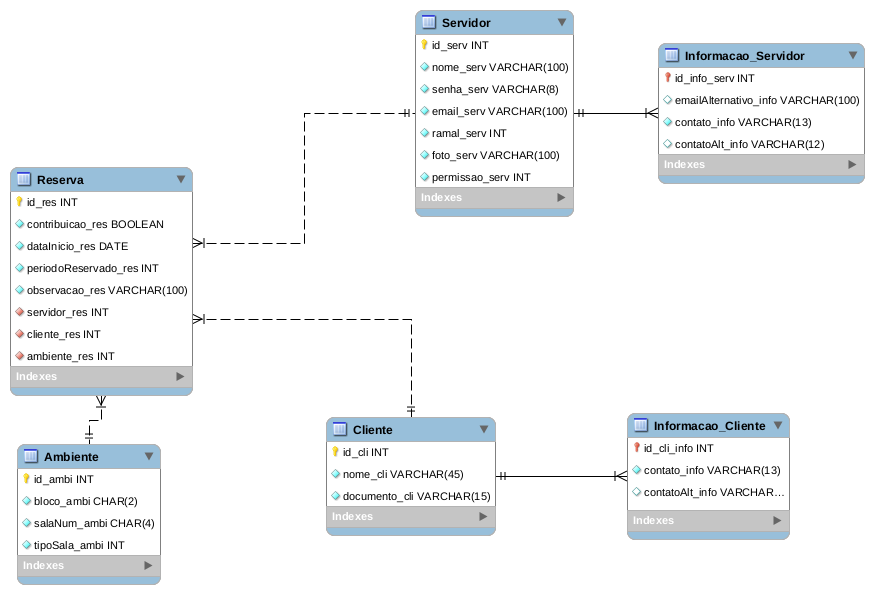 Servidor
id_serv INT
nome_serv VARCHAR(100)
senha_serv VARCHAR(8)
email_serv VARCHAR(100)
ramal_serv INT
foto_serv VARCHAR(100)
permissao_serv INT
Indexes
Informacao_Servidor
id_info_serv INT
emailAlternativo_info VARCHAR(100)
contato_info VARCHAR(13)
contatoAlt_info VARCHAR(12)
Indexes
Reserva
id_res INT
contribuicao_res BOOLEAN
dataInicio_res DATE
periodoReservado_res INT
observacao_res VARCHAR(100)
servidor_res INT
cliente_res INT
ambiente_res INT
Indexes
Cliente
id_cli INT
nome_cli VARCHAR(45)
documento_cli VARCHAR(15)
Indexes
Informacao_Cliente
id_cli_info INT
contato_info VARCHAR(13)
contatoAlt_info VARCHAR...
Indexes
Ambiente
id_ambi INT
bloco_ambi CHAR(2)
salaNum_ambi CHAR(4)
tipoSala_ambi INT
Indexes